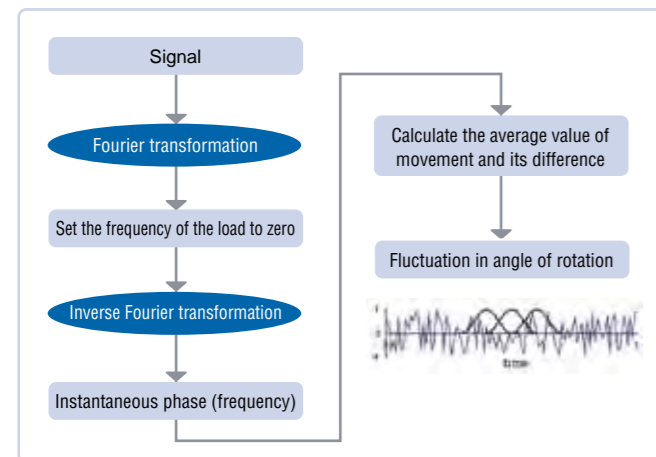 Signal
Fourier transformation
Set the frequency of the load to zero
Inverse Fourier transformation
Instantaneous phase (frequency)
Calculate the average value of
movement and its difference
Fluctuation in angle of rotation
time